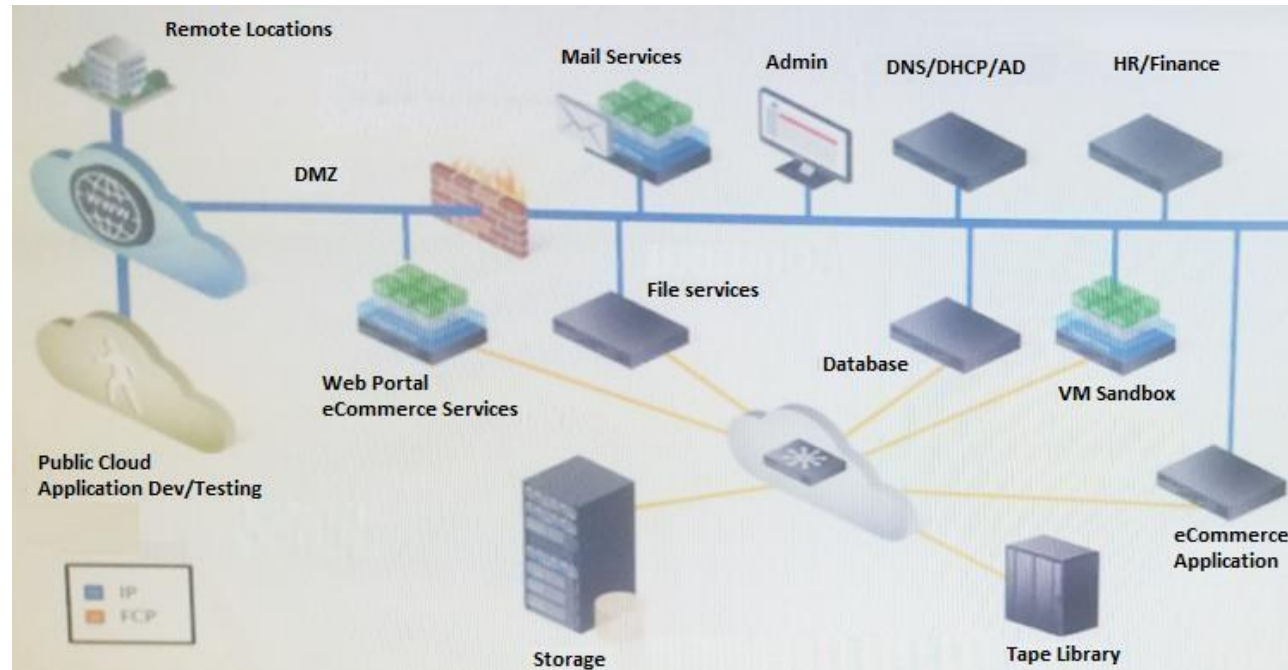 Remote Locations
Mail Services
Admin
DNS/DHCP/AD
HR/Finance
DMZ
WWW
File services
Database
VM Sandbox
Web Portal
eCommerce Services
Public Cloud
Application Dev/Testing
eCommerce
Application
IP
FCP
Storage
Tape Library